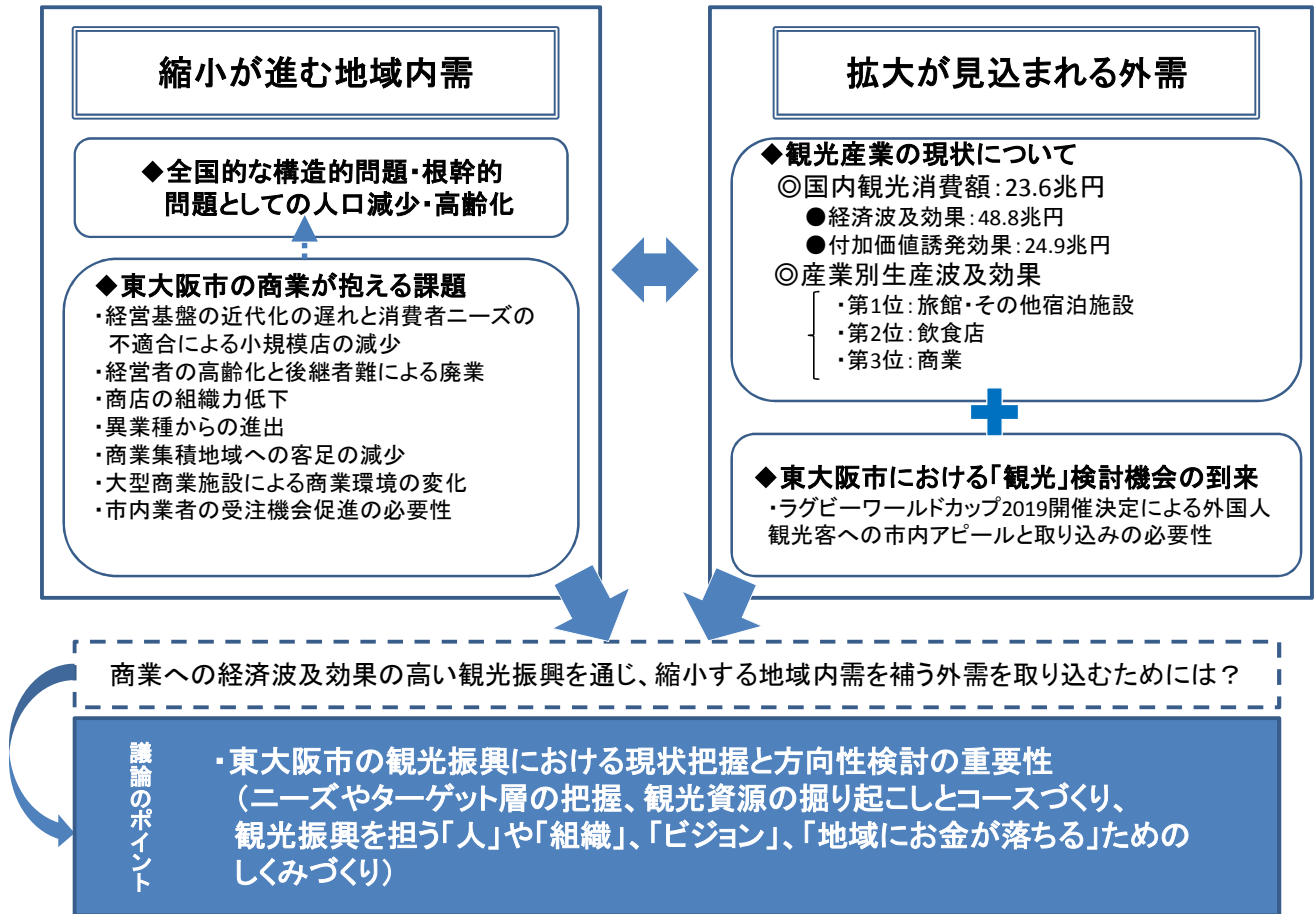 縮小が進む地域内需
◆全国的な構造的問題・根幹的
問題としての人口減少・高齢化
◆東大阪市の商業が抱える課題
・経営基盤の近代化の遅れと消費者ニーズの
不適合による小規模店の減少
・経営者の高齢化と後継者難による廃業
・商店の組織力低下
・異業種からの進出
・商業集積地域への客足の減少
・大型商業施設による商業環境の変化
・市内業者の受注機会促進の必要性
拡大が見込まれる外需
◆観光産業の現状について
◎国内観光消費額：23.6兆円
●経済波及効果：48.8兆円
●付加価値誘発効果：24.9兆円
◎産業別生産波及効果
・第1位：旅館・その他宿泊施設
・第2位：飲食店
・第3位：商業
◆東大阪市における「観光」検討機会の到来
・ラグビーワールドカップ2019開催決定による外国人
観光客への市内アピールと取り込みの必要性
商業への経済波及効果の高い観光振興を通じ、縮小する地域内需を補う外需を取り込むためには？
議論のポイント
・東大阪市の観光振興における現状把握と方向性検討の重要性
（ニーズやターゲット層の把握、観光資源の掘り起こしとコースづくり、
観光振興を担う「人」や「組織」、「ビジョン」、「地域にお金が落ちる」ための
しくみづくり）